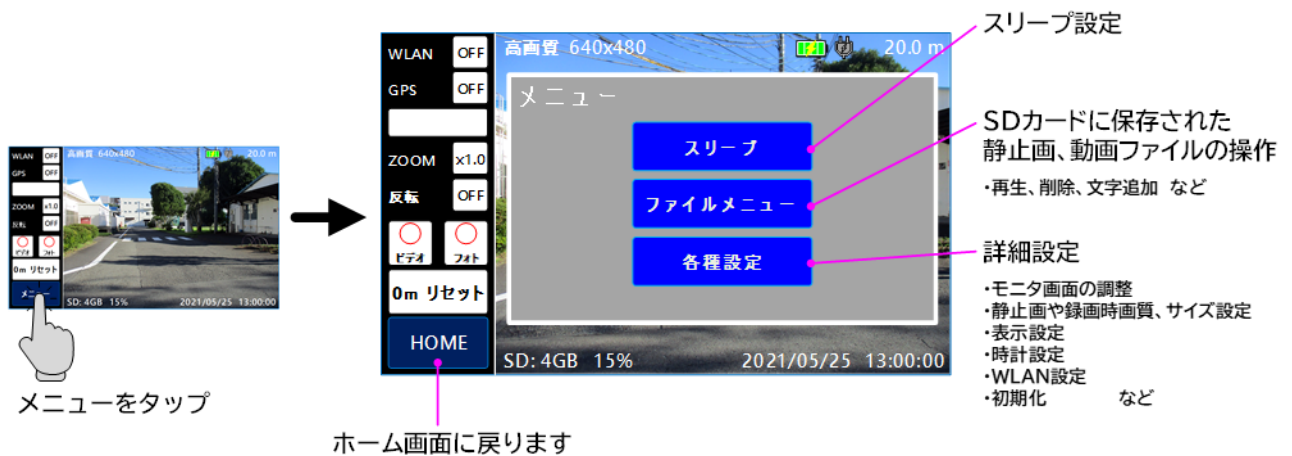 WLAN OFF
GPS OFF
ZOOM x1.0
反転 OFF
ビデオ フォト
0m リセット
メニュー
高画質 640x480 20.0 m
SD: 4GB 15% 2021/05/25 13:00:00
メニューをタップ
WLAN OFF
GPS OFF
ZOOM x1.0
反転 OFF
ビデオ フォト
0m リセット
HOME
高画質 640x480 20.0 m
メニュー
スリープ
ファイルメニュー
各種設定
SD: 4GB 15% 2021/05/25 13:00:00
ホーム画面に戻ります
スリープ設定
SDカードに保存された
静止画、動画ファイルの操作
・再生、削除、文字追加 など
詳細設定
・モニタ画面の調整
・静止画や録画時画質、サイズ設定
・表示設定
・時計設定
・WLAN設定
・初期化 など